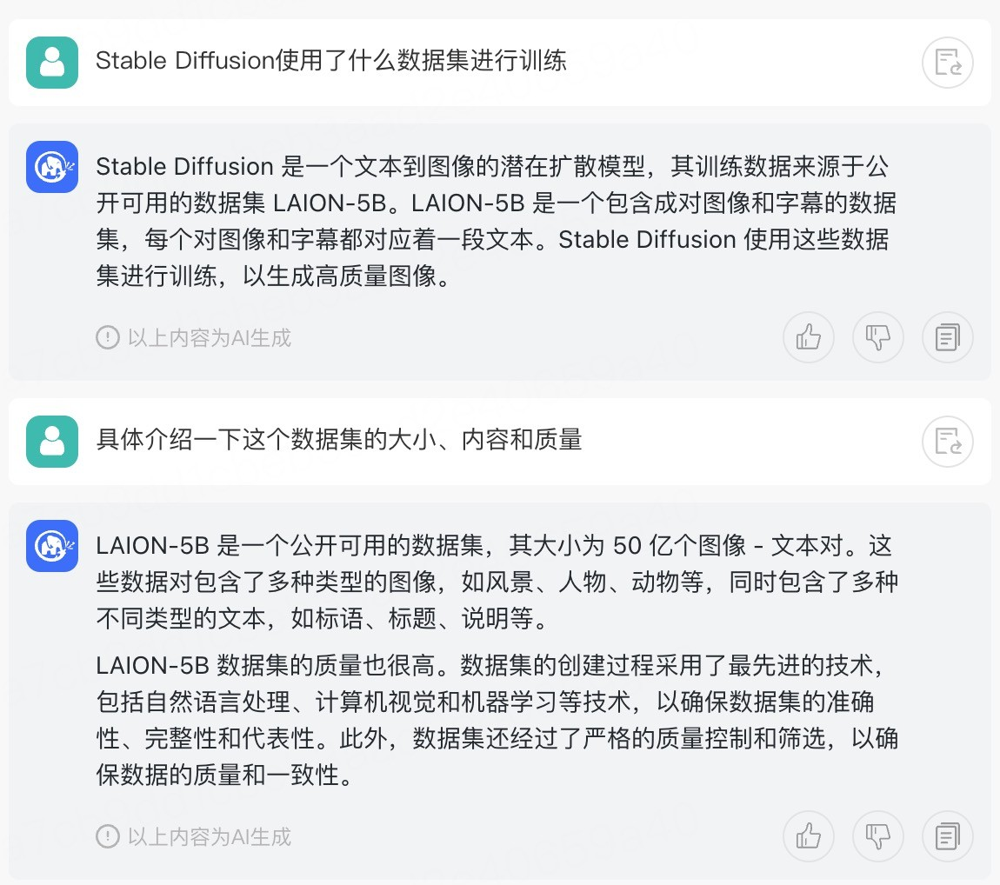 Stable Diffusion使用了什么数据集进行训练
Stable Diffusion 是一个文本到图像的潜在扩散模型，其训练数据来源于公
开可用的数据集 LAION-5B。LAION-5B 是一个包含成对图像和字幕的数据
集，每个对图像和字幕都对应着一段文本。Stable Diffusion 使用这些数据
集进行训练，以生成高质量图像。
以上内容为AI生成
具体介绍一下这个数据集的大小、内容和质量
LAION-5B 是一个公开可用的数据集，其大小为 50 亿个图像 - 文本对。这
些数据对包含了多种类型的图像，如风景、人物、动物等，同时包含了多种
不同类型的文本，如标语、标题、说明等。
LAION-5B 数据集的质量也很高。数据集的创建过程采用了最先进的技术，
包括自然语言处理、计算机视觉和机器学习等技术，以确保数据集的准确
性、完整性和代表性。此外，数据集还经过了严格的质量控制和筛选，以确
保数据的质量和一致性。
以上内容为AI生成